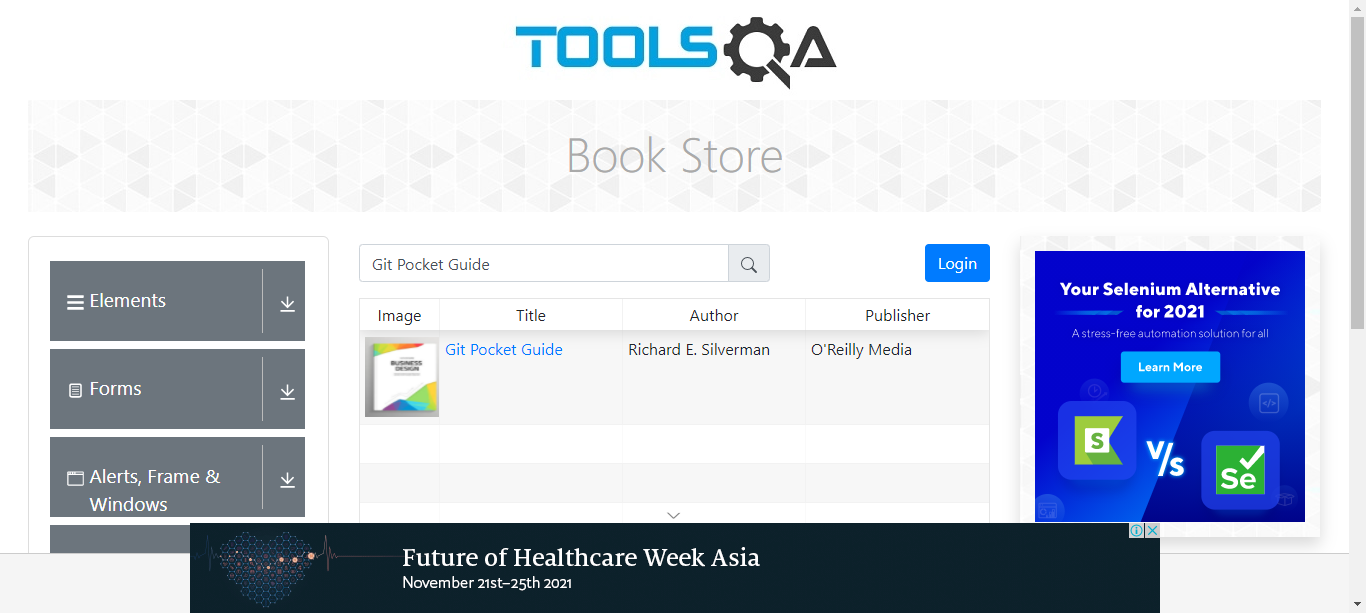 TOOLSQA
Book Store
Elements
Forms
Alerts, Frame &
Windows
Git Pocket Guide
Login
Image Title Author Publisher
BUSINESS
DESIGN
Git Pocket Guide Richard E. Silverman O'Reilly Media
Your Selenium Alternative
for 2021
A stress-free automation solution for all
Learn More
S
V/s
Se
Future of Healthcare Week Asia
November 21st–25th 2021